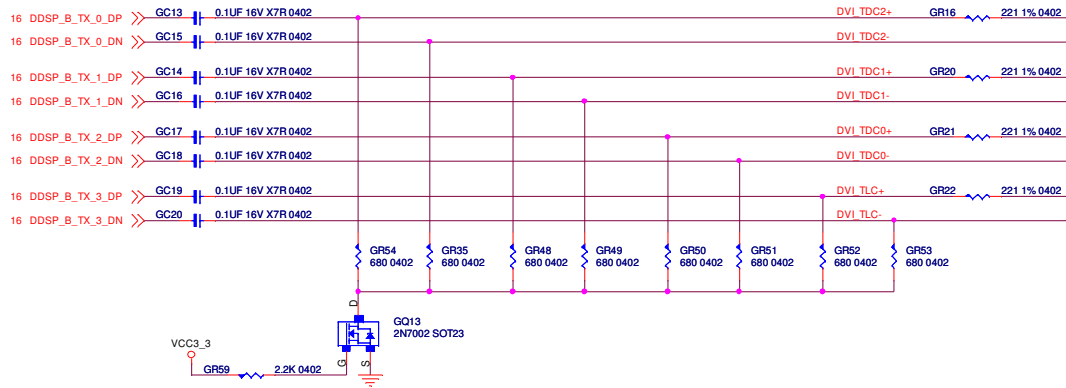 16 DDSP_B_TX_0_DP GC13 0.1UF 16V X7R 0402 DVI_TDC2+ GR16 221 1% 0402
16 DDSP_B_TX_0_DN GC15 0.1UF 16V X7R 0402 DVI_TDC2-
16 DDSP_B_TX_1_DP GC14 0.1UF 16V X7R 0402 DVI_TDC1+ GR20 221 1% 0402
16 DDSP_B_TX_1_DN GC16 0.1UF 16V X7R 0402 DVI_TDC1-
16 DDSP_B_TX_2_DP GC17 0.1UF 16V X7R 0402 DVI_TDC0+ GR21 221 1% 0402
16 DDSP_B_TX_2_DN GC18 0.1UF 16V X7R 0402 DVI_TDC0-
16 DDSP_B_TX_3_DP GC19 0.1UF 16V X7R 0402 DVI_TLC+ GR22 221 1% 0402
16 DDSP_B_TX_3_DN GC20 0.1UF 16V X7R 0402 DVI_TLC-
GR54 GR35 GR48 GR49 GR50 GR51 GR52 GR53
680 0402 680 0402 680 0402 680 0402 680 0402 680 0402 680 0402 680 0402
D
GQ13
2N7002 SOT23
VCC3_3
G S
GR59 2.2K 0402